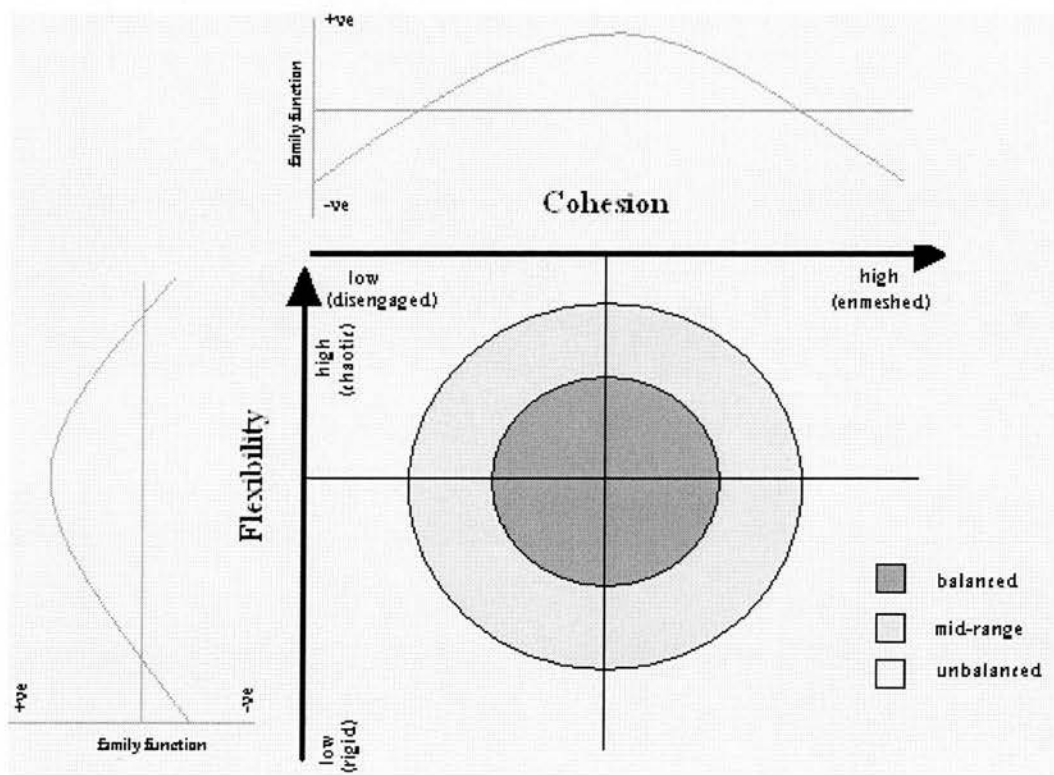 +ve
family function
-ve
Cohesion
low
(disengaged)
high
(enmeshed)
high
(chaotic)
Flexibility
low
(rigid)
+ve
-ve
family function
balanced
mid-range
unbalanced